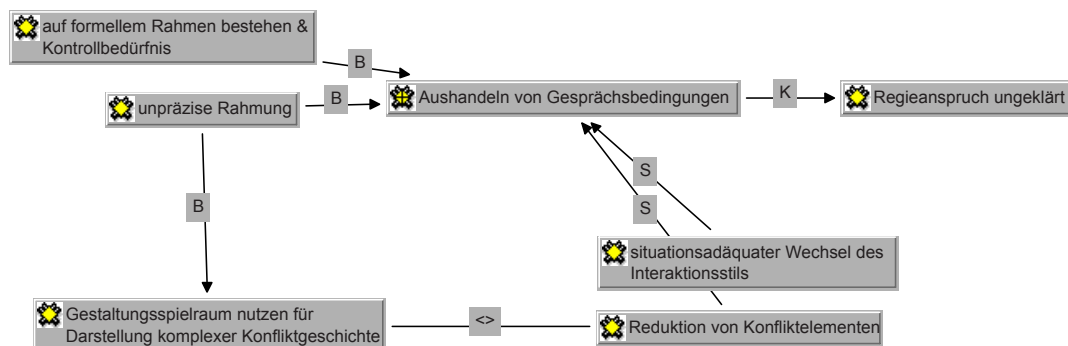 auf formellem Rahmen bestehen &
Kontrollbedürfnis
B
unpräzise Rahmung
B
Aushandeln von Gesprächsbedingungen
K
Regieanspruch ungeklärt
B
S
S
situationsadäquater Wechsel des
Interaktionsstils
Gestaltungsspielraum nutzen für
Darstellung komplexer Konfliktgeschichte
<>
Reduktion von Konfliktelementen